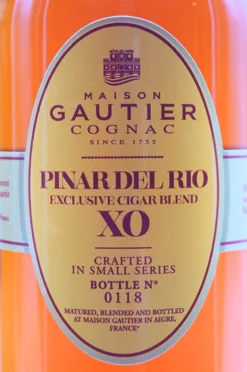 MAISON
GAUTIER
COGNAC
SINCE 1755
PINAR DEL RIO
EXCLUSIVE CIGAR BLEND
XO
CRAFTED
IN SMALL SERIES
BOTTLE N°
0118
MATURED, BLENDED AND BOTTLED
AT MAISON GAUTIER IN AIGRE,
FRANCE*